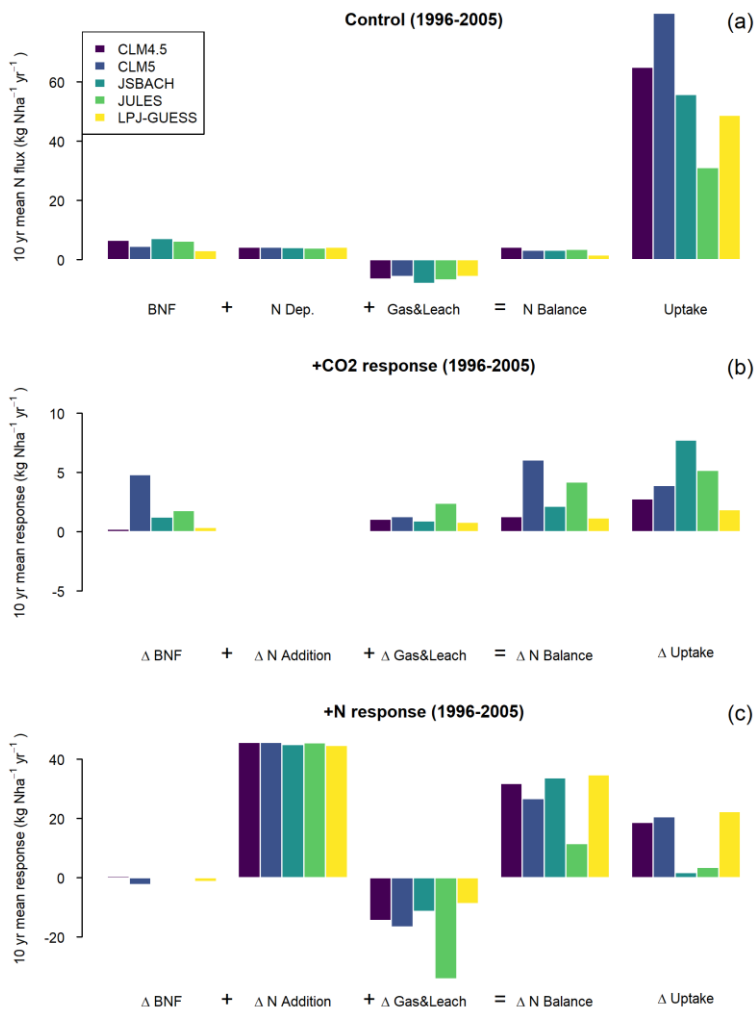 Control (1996-2005)
(a)
10 yr mean N flux (kg Nha⁻¹ yr⁻¹ )
60
40
20
0
CLM4.5
CLM5
JSBACH
JULES
LPJ-GUESS
BNF + N Dep. + Gas&Leach = N Balance Uptake
+CO2 response (1996-2005)
(b)
10 yr mean response (kg Nha⁻¹ yr⁻¹ )
10
5
0
-5
Δ BNF + Δ N Addition + Δ Gas&Leach = Δ N Balance Δ Uptake
+N response (1996-2005)
(c)
10 yr mean response (kg Nha⁻¹ yr⁻¹ )
40
20
0
-20
Δ BNF + Δ N Addition + Δ Gas&Leach = Δ N Balance Δ Uptake